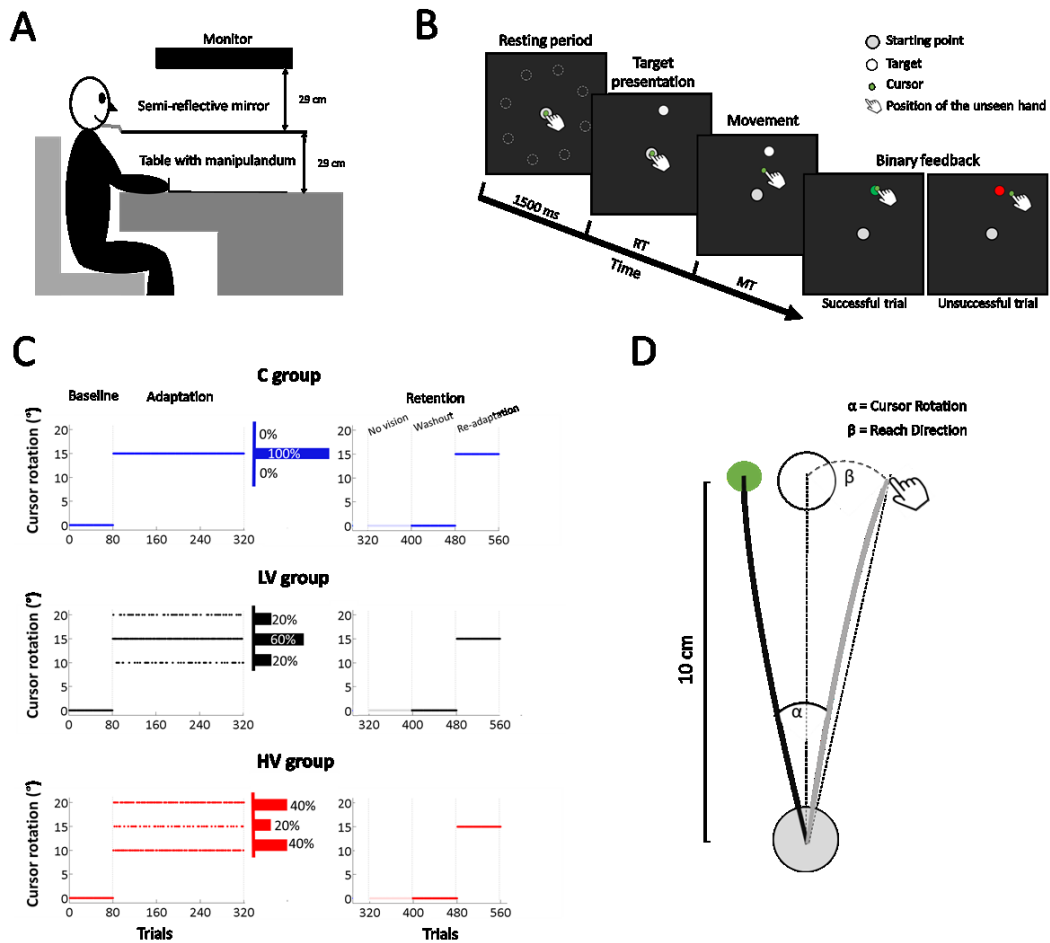 A
Monitor
29 cm
Semi-reflective mirror
Table with manipulandum
29 cm
B
Resting period
Target
presentation
Movement
Binary feedback
Starting point
Target
Cursor
Position of the unseen hand
1500 ms
RT
MT
Time
Successful trial
Unsuccessful trial
C
C group
Baseline
Adaptation
Retention
No vision
Washout
Re-adaptation
Cursor rotation (°)
20
15
10
5
0
0%
100%
0%
0
80
160
240
320
320
400
480
560
20
15
10
5
0
LV group
Cursor rotation (°)
20
15
10
5
0
20%
60%
20%
0
80
160
240
320
20
15
10
5
0
320
400
480
560
HV group
Cursor rotation (°)
20
15
10
5
0
40%
20%
40%
0
80
160
240
320
Trials
20
15
10
5
0
320
400
480
560
Trials
D
α = Cursor Rotation
β = Reach Direction
β
α
10 cm